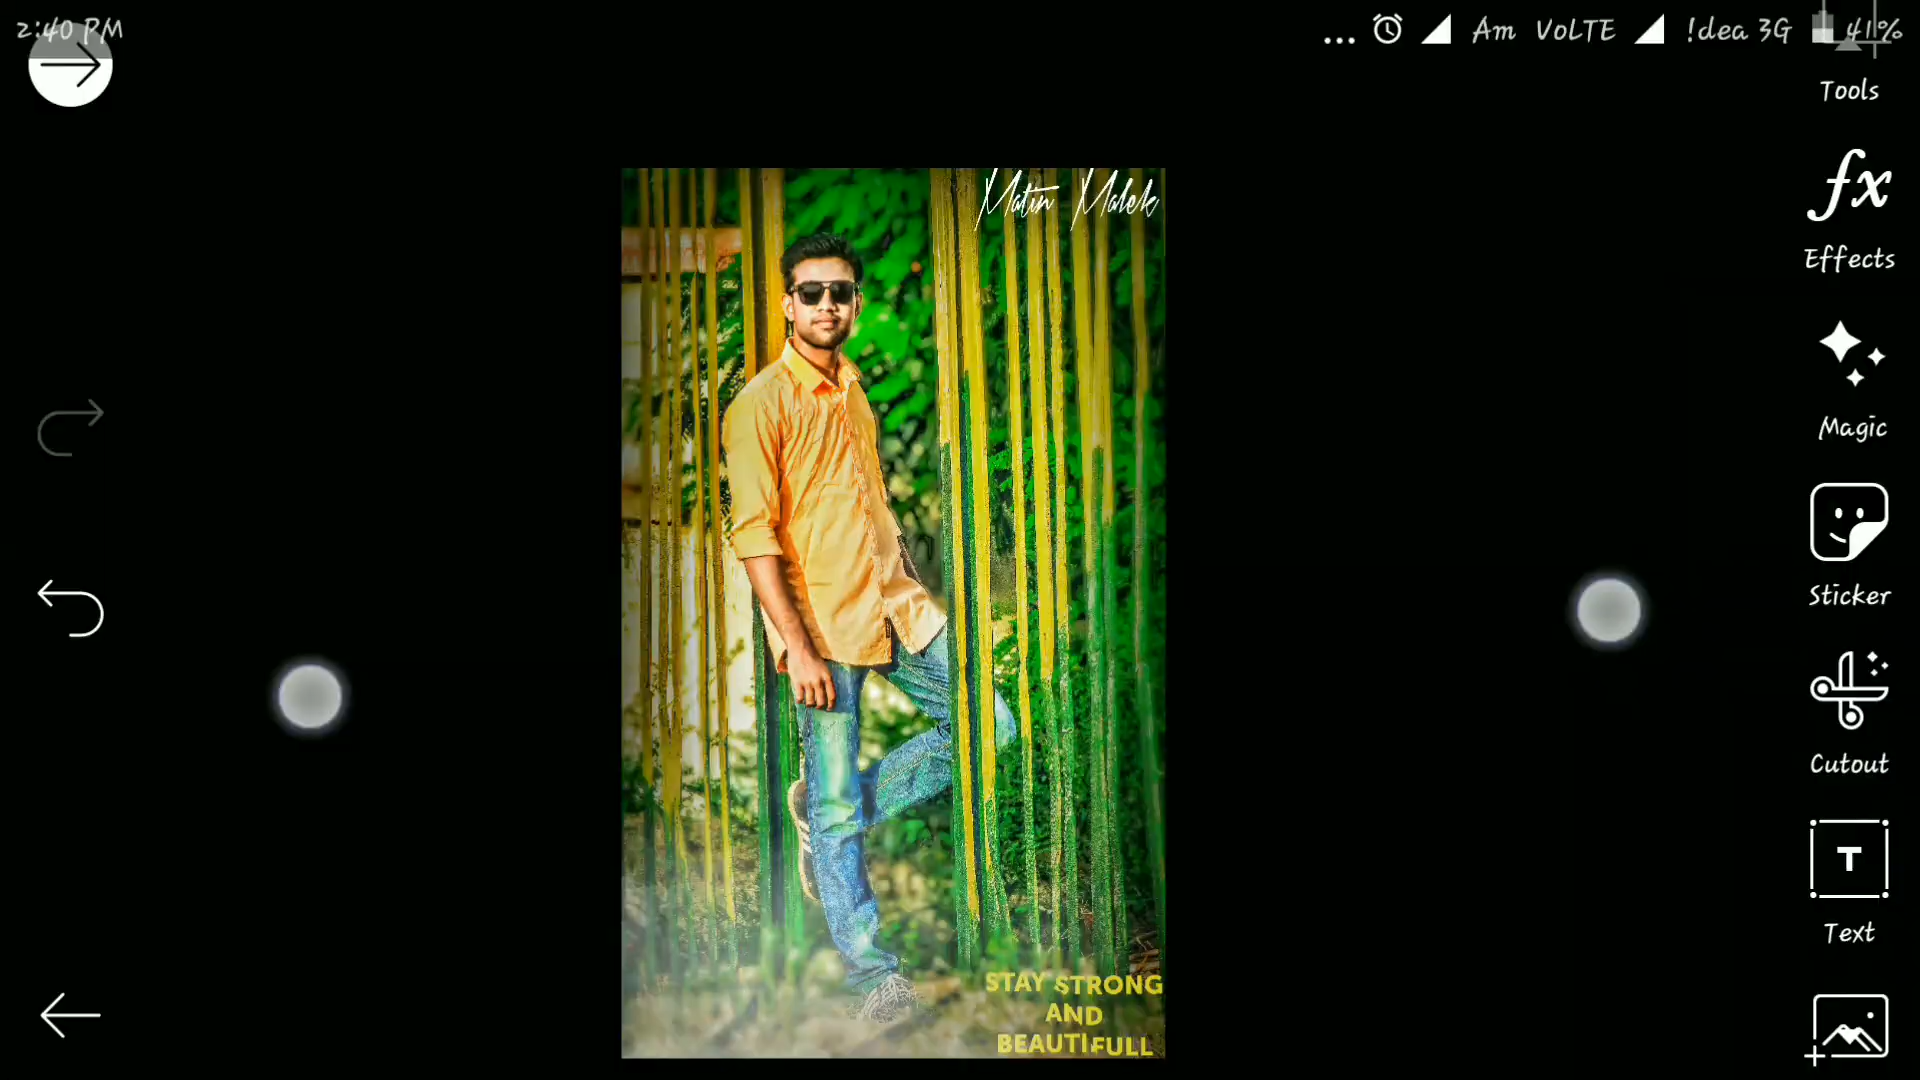 2:40 PM
... Am VoLTE !dea 3G 41%
Tools
fx
Effects
Magic
Sticker
Cutout
T
Text
Matin Malek
STAY STRONG
AND
BEAUTIFULL